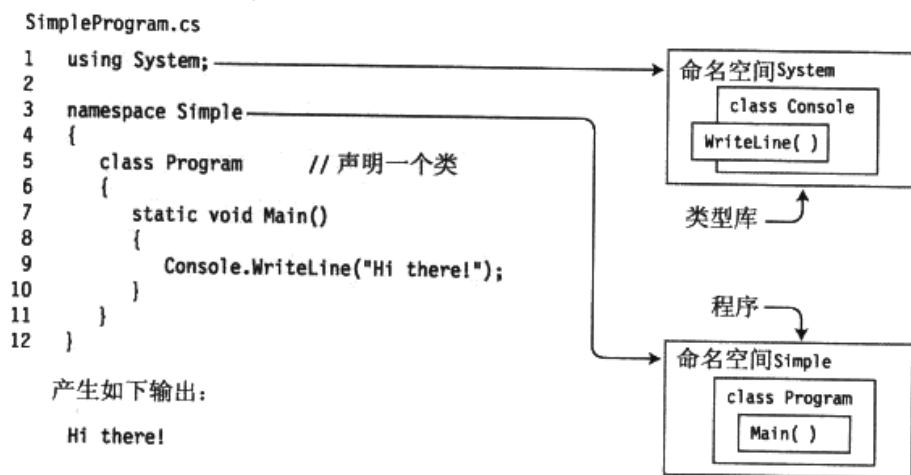 SimpleProgram.cs
1 using System;
2
3 namespace Simple
4 {
5 class Program // 声明一个类
6 {
7 static void Main()
8 {
9 Console.WriteLine("Hi there!");
10 }
11 }
12 }
产生如下输出：
Hi there!
命名空间System
class Console
WriteLine( )
类型库
程序
命名空间Simple
class Program
Main( )